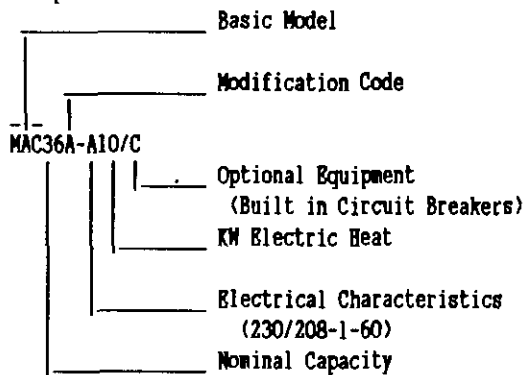 Basic Model
Modification Code
MAC36A-A10/C
Optional Equipment
(Built in Circuit Breakers)
KW Electric Heat
Electrical Characteristics
(230/208-1-60)
Nominal Capacity